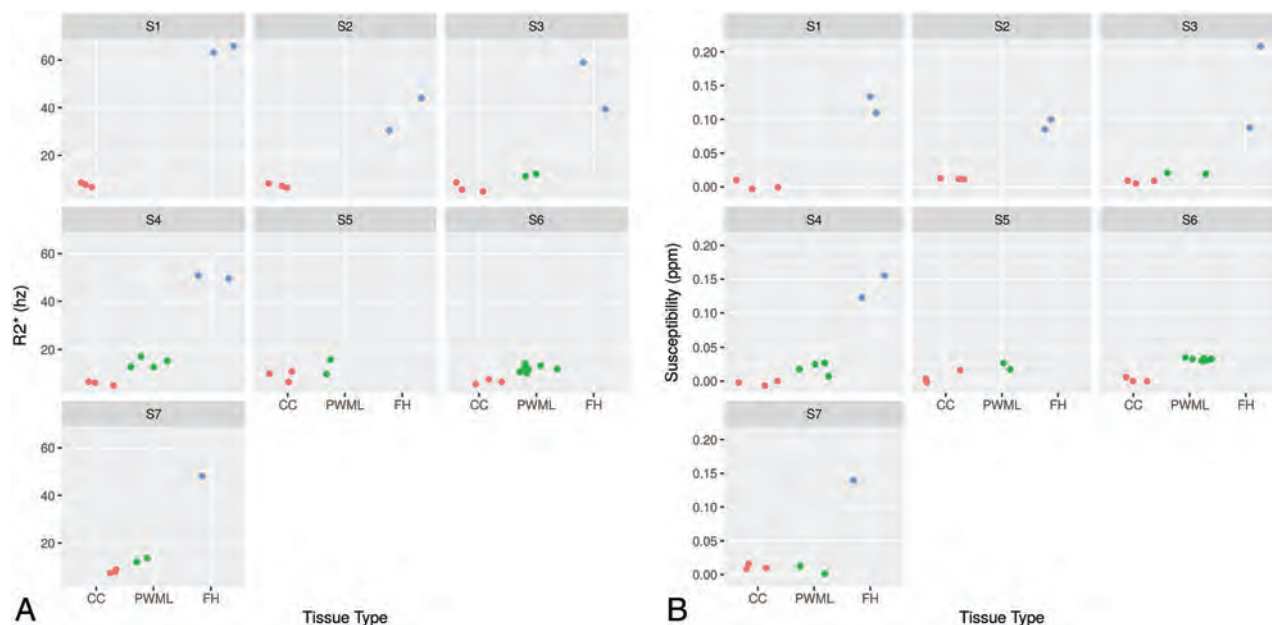 S1 S2 S3
60
40
20
S4 S5 S6
60
40
20
S7
60
40
20
CC PWML FH
CC PWML FH
CC PWML FH
R2* (hz)
Tissue Type
A
S1 S2 S3
0.20
0.15
0.10
0.05
0.00
S4 S5 S6
0.20
0.15
0.10
0.05
0.00
S7
0.20
0.15
0.10
0.05
0.00
CC PWML FH
CC PWML FH
CC PWML FH
Susceptibility (ppm)
Tissue Type
B